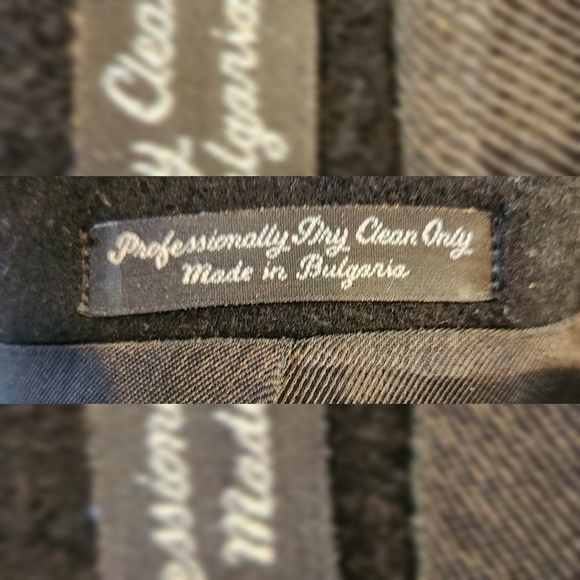 Professionally Dry Clean Only
Made in Bulgaria